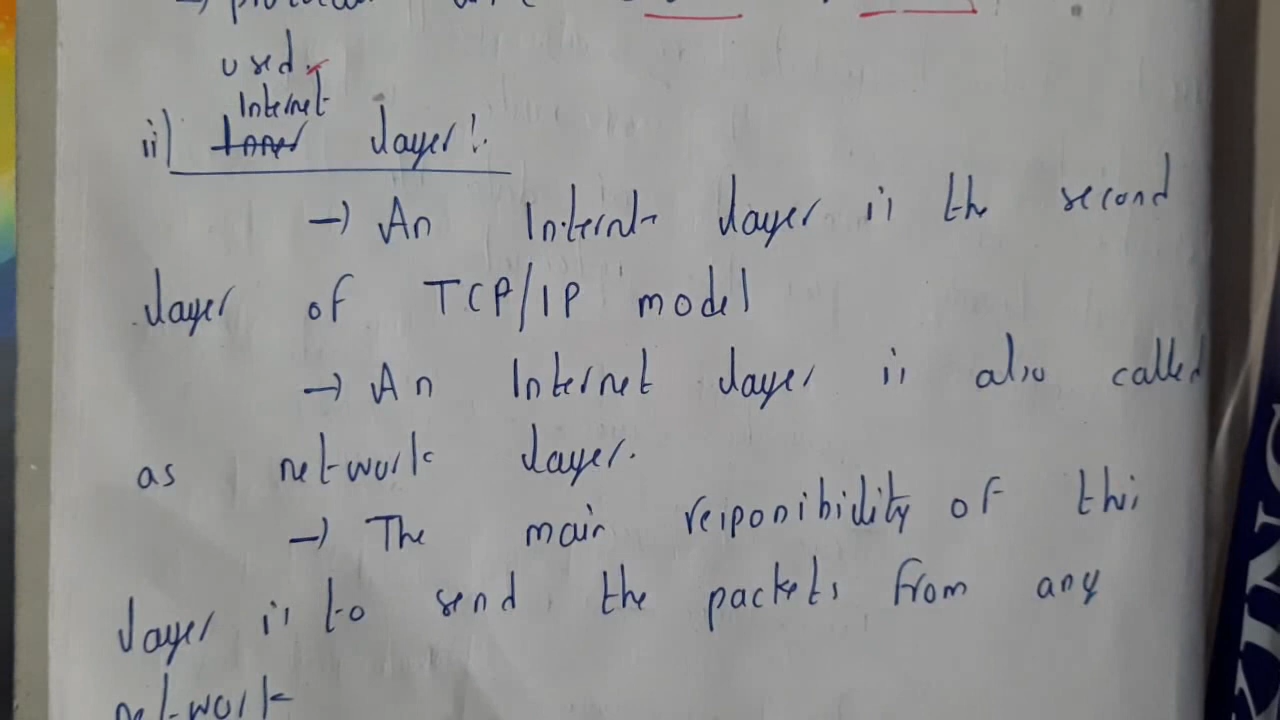 used.
Internet
ii) layer:
→ An Internet layer is the second
layer of TCP/IP model
→ An Internet layer is also called
as network layer.
→ The main responibility of this
layer is to send the packets from any
network